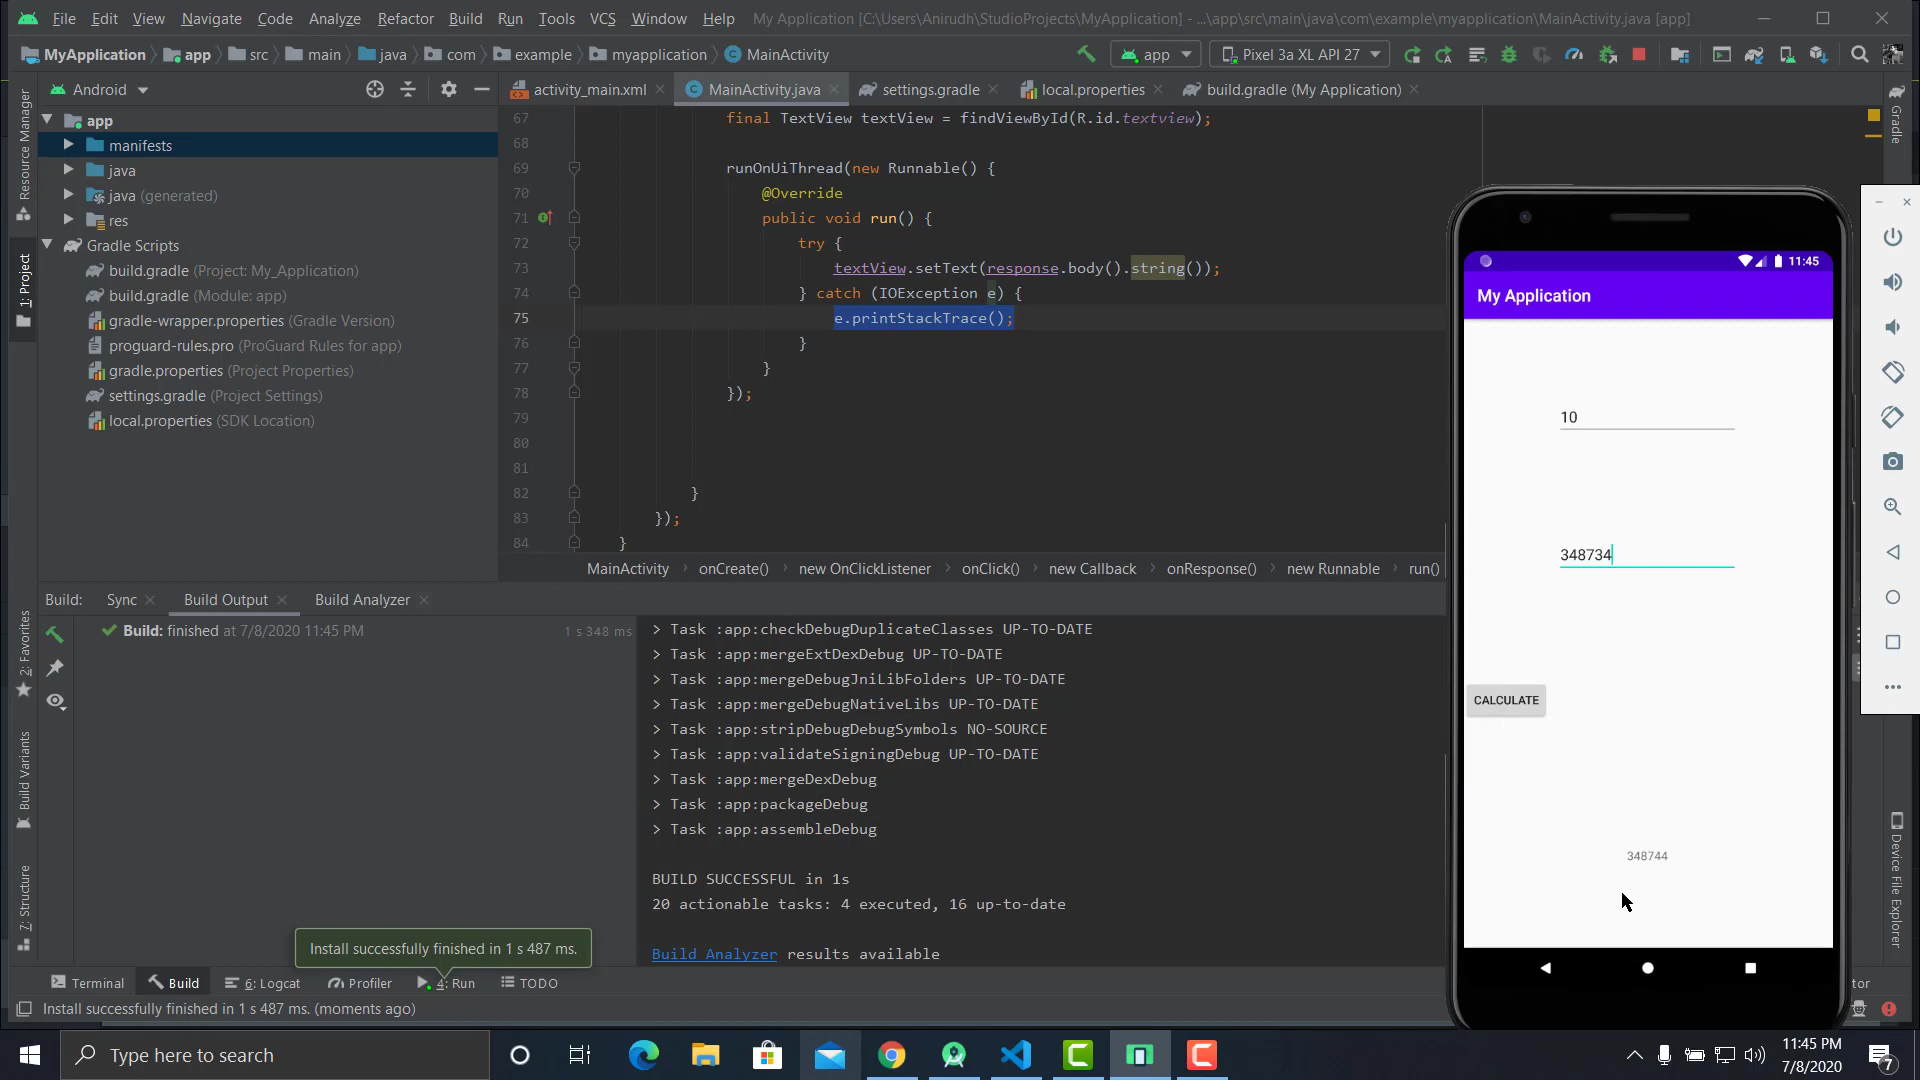 File Edit View Navigate Code Analyze Refactor Build Run Tools VCS Window Help My Application [C:\Users\Anirudh\StudioProjects\MyApplication] - ...\app\src\main\java\com\example\myapplication\MainActivity.java [app]
MyApplication app src main java com example myapplication MainActivity app Pixel 3a XL API 27
Android activity_main.xml MainActivity.java settings.gradle local.properties build.gradle (My Application)
Resource Manager
1: Project
2: Favorites
Build Variants
7: Structure
app
manifests
java
java (generated)
res
Gradle Scripts
build.gradle (Project: My_Application)
build.gradle (Module: app)
gradle-wrapper.properties (Gradle Version)
proguard-rules.pro (ProGuard Rules for app)
gradle.properties (Project Properties)
settings.gradle (Project Settings)
local.properties (SDK Location)
67 final TextView textView = findViewById(R.id.textview);
68
69 runOnUiThread(new Runnable() {
70 @Override
71 public void run() {
72 try {
73 textView.setText(response.body().string());
74 } catch (IOException e) {
75 e.printStackTrace();
76 }
77 }
78 });
79
80
81
82 }
83 });
84 }
MainActivity onCreate() new OnClickListener onClick() new Callback onResponse() new Runnable run()
Build: Sync Build Output Build Analyzer
Build: finished at 7/8/2020 11:45 PM 1 s 348 ms
> Task :app:checkDebugDuplicateClasses UP-TO-DATE
> Task :app:mergeExtDexDebug UP-TO-DATE
> Task :app:mergeDebugJniLibFolders UP-TO-DATE
> Task :app:mergeDebugNativeLibs UP-TO-DATE
> Task :app:stripDebugDebugSymbols NO-SOURCE
> Task :app:validateSigningDebug UP-TO-DATE
> Task :app:mergeDexDebug
> Task :app:packageDebug
> Task :app:assembleDebug
BUILD SUCCESSFUL in 1s
20 actionable tasks: 4 executed, 16 up-to-date
Build Analyzer results available
Install successfully finished in 1 s 487 ms.
Terminal Build 6: Logcat Profiler 4: Run TODO
Install successfully finished in 1 s 487 ms. (moments ago)
11:45
My Application
10
348734
CALCULATE
348744
Gradle
Device File Explorer
tor
Type here to search
11:45 PM
7/8/2020
7